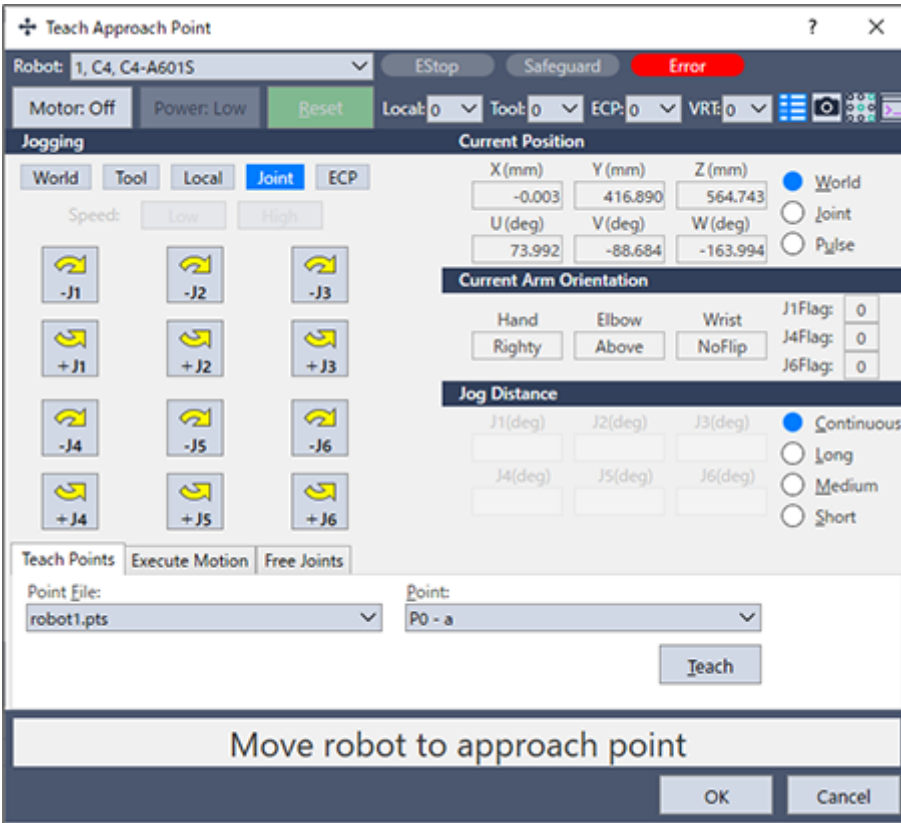 Teach Approach Point
Robot: 1, C4, C4-A601S EStop Safeguard Error
Motor: Off Power: Low Reset Local: 0 Tool: 0 ECP: 0 VRT: 0
Jogging
World Tool Local Joint ECP
Speed: Low High
-J1 -J2 -J3
+J1 +J2 +J3
-J4 -J5 -J6
+J4 +J5 +J6
Current Position
X (mm) Y (mm) Z (mm)
-0.003 416.890 564.743
U (deg) V (deg) W (deg)
73.992 -88.684 -163.994
World
Joint
Pulse
Current Arm Orientation
Hand Elbow Wrist
Righty Above NoFlip
J1Flag: 0
J4Flag: 0
J6Flag: 0
Jog Distance
J1(deg) J2(deg) J3(deg)
J4(deg) J5(deg) J6(deg)
Continuous
Long
Medium
Short
Teach Points Execute Motion Free Joints
Point File: Point:
robot1.pts P0 - a
Teach
Move robot to approach point
OK Cancel